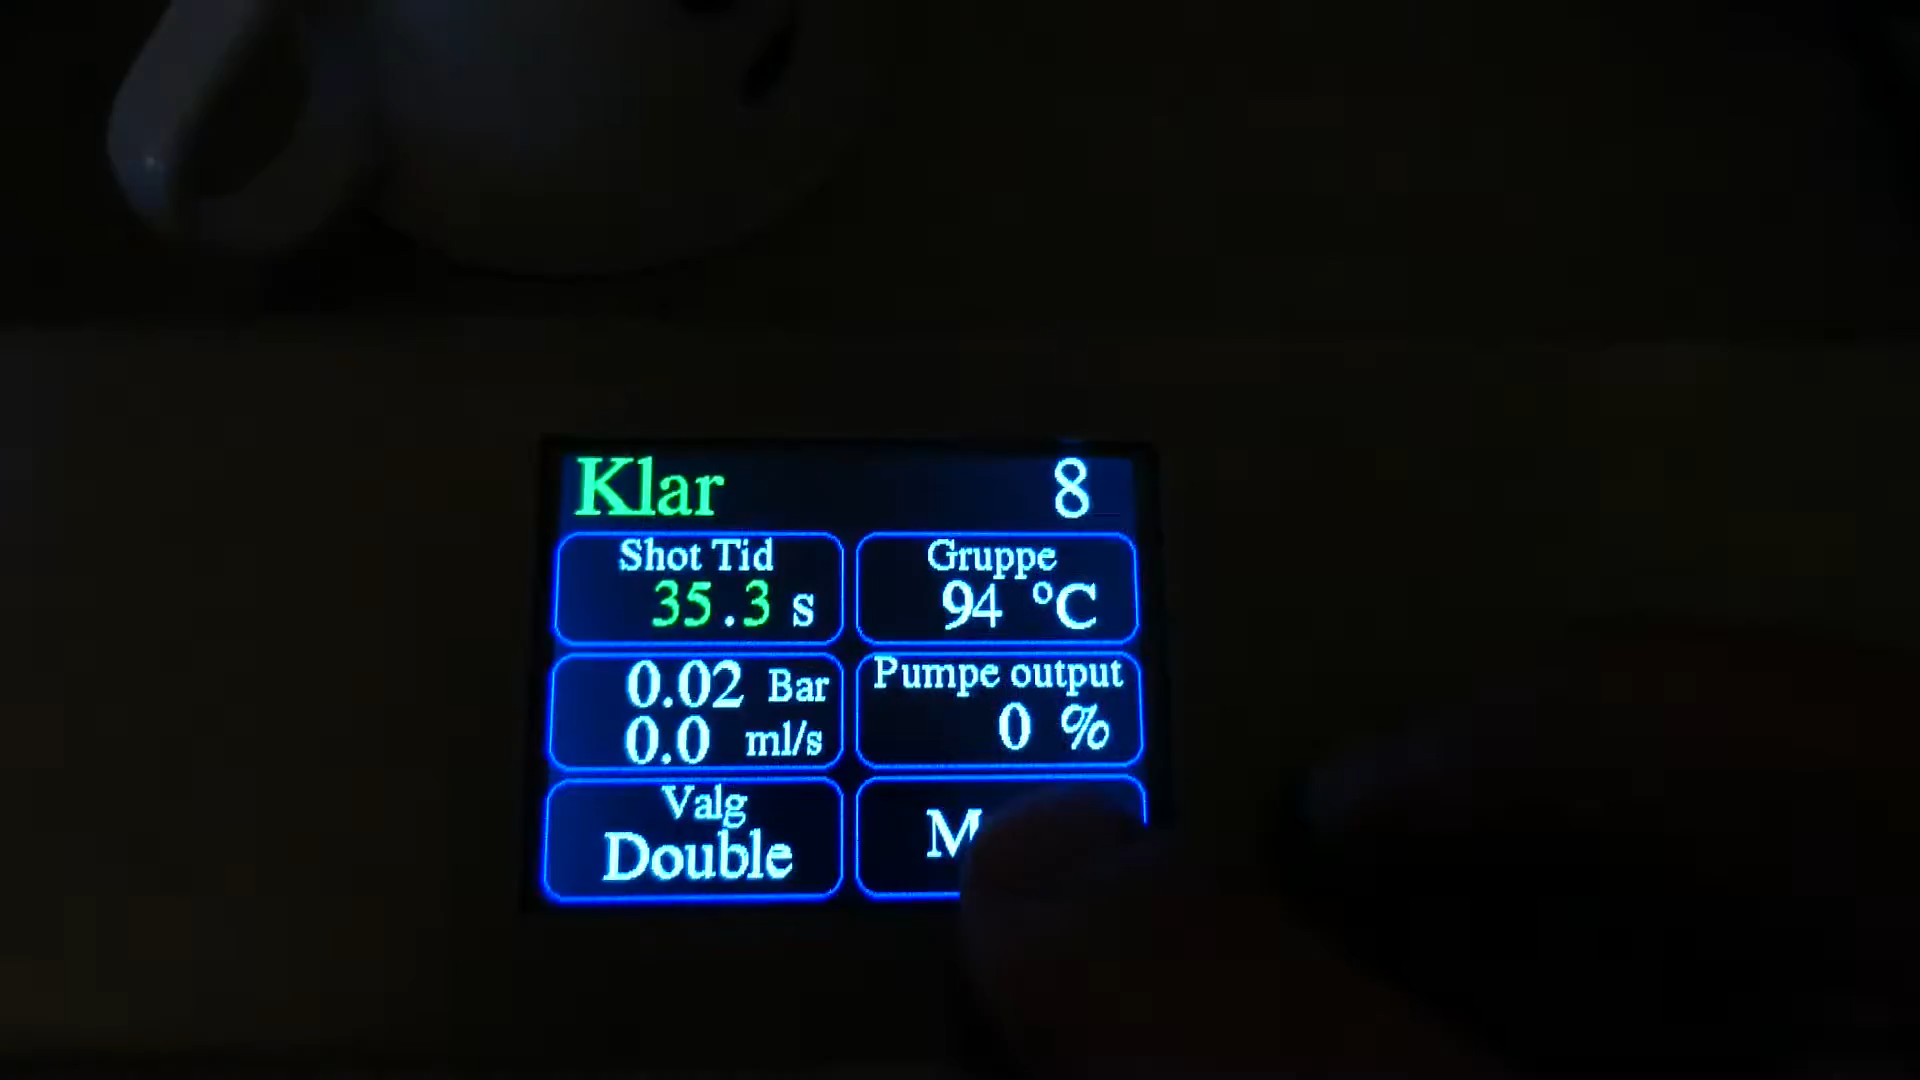 Klar 8
Shot Tid
35.3 s
Gruppe
94 °C
0.02 Bar
0.0 ml/s
Pumpe output
0 %
Valg
Double